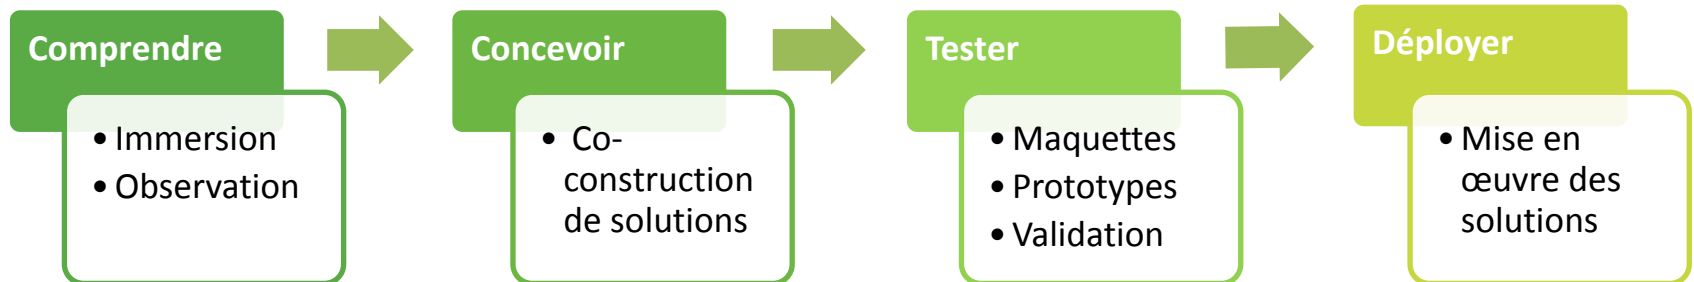 Comprendre
• Immersion
• Observation
Concevoir
• Co-
construction
de solutions
Tester
• Maquettes
• Prototypes
• Validation
Déployer
• Mise en
œuvre des
solutions